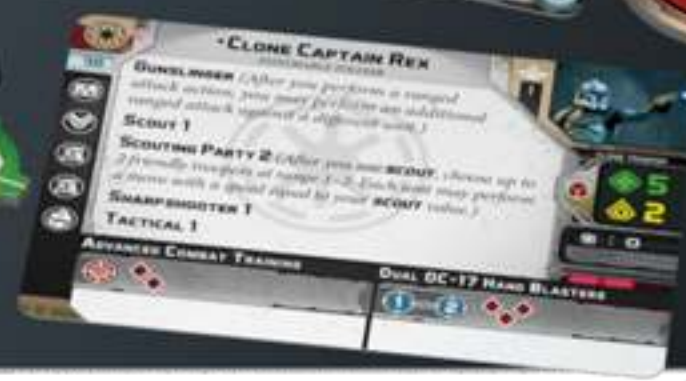 •CLONE CAPTAIN REX
HONORABLE SOLDIER
GUNSLINGER (After you perform a ranged
attack action, you may perform an additional
ranged attack against a different unit.)
SCOUT 1
SCOUTING PARTY 2 (After you use SCOUT, choose up to
2 friendly troopers at range 1-2. Each unit may perform
a move with a speed equal to your SCOUT value.)
SHARPSHOOTER 1
TACTICAL 1
5
2
ADVANCED COMBAT TRAINING
DUAL DC-17 HAND BLASTERS
1 2